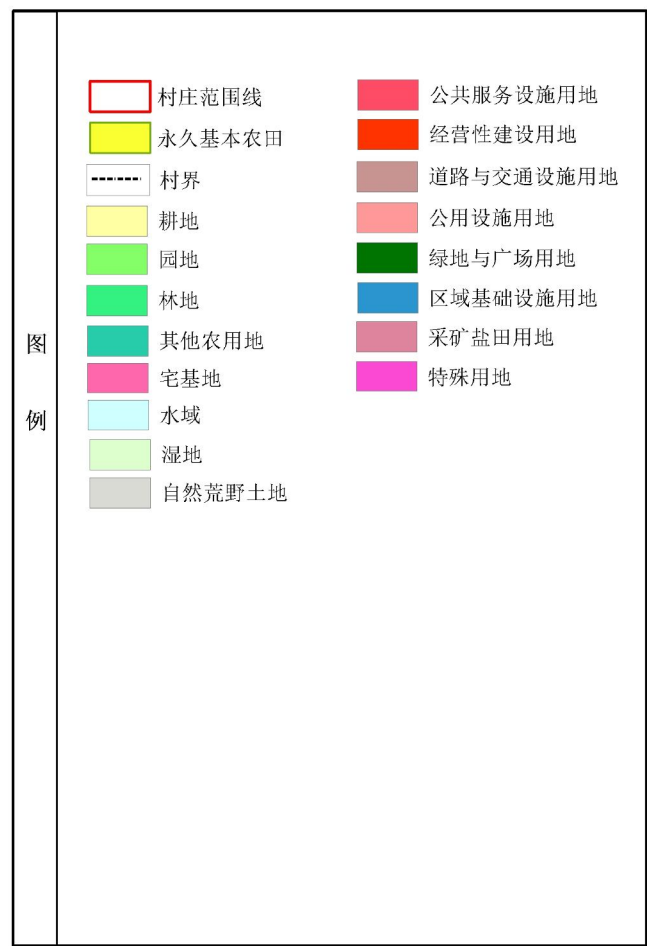 图例
村庄范围线
永久基本农田
村界
耕地
园地
林地
其他农用地
宅基地
水域
湿地
自然荒野土地
公共服务设施用地
经营性建设用地
道路与交通设施用地
公用设施用地
绿地与广场用地
区域基础设施用地
采矿盐田用地
特殊用地